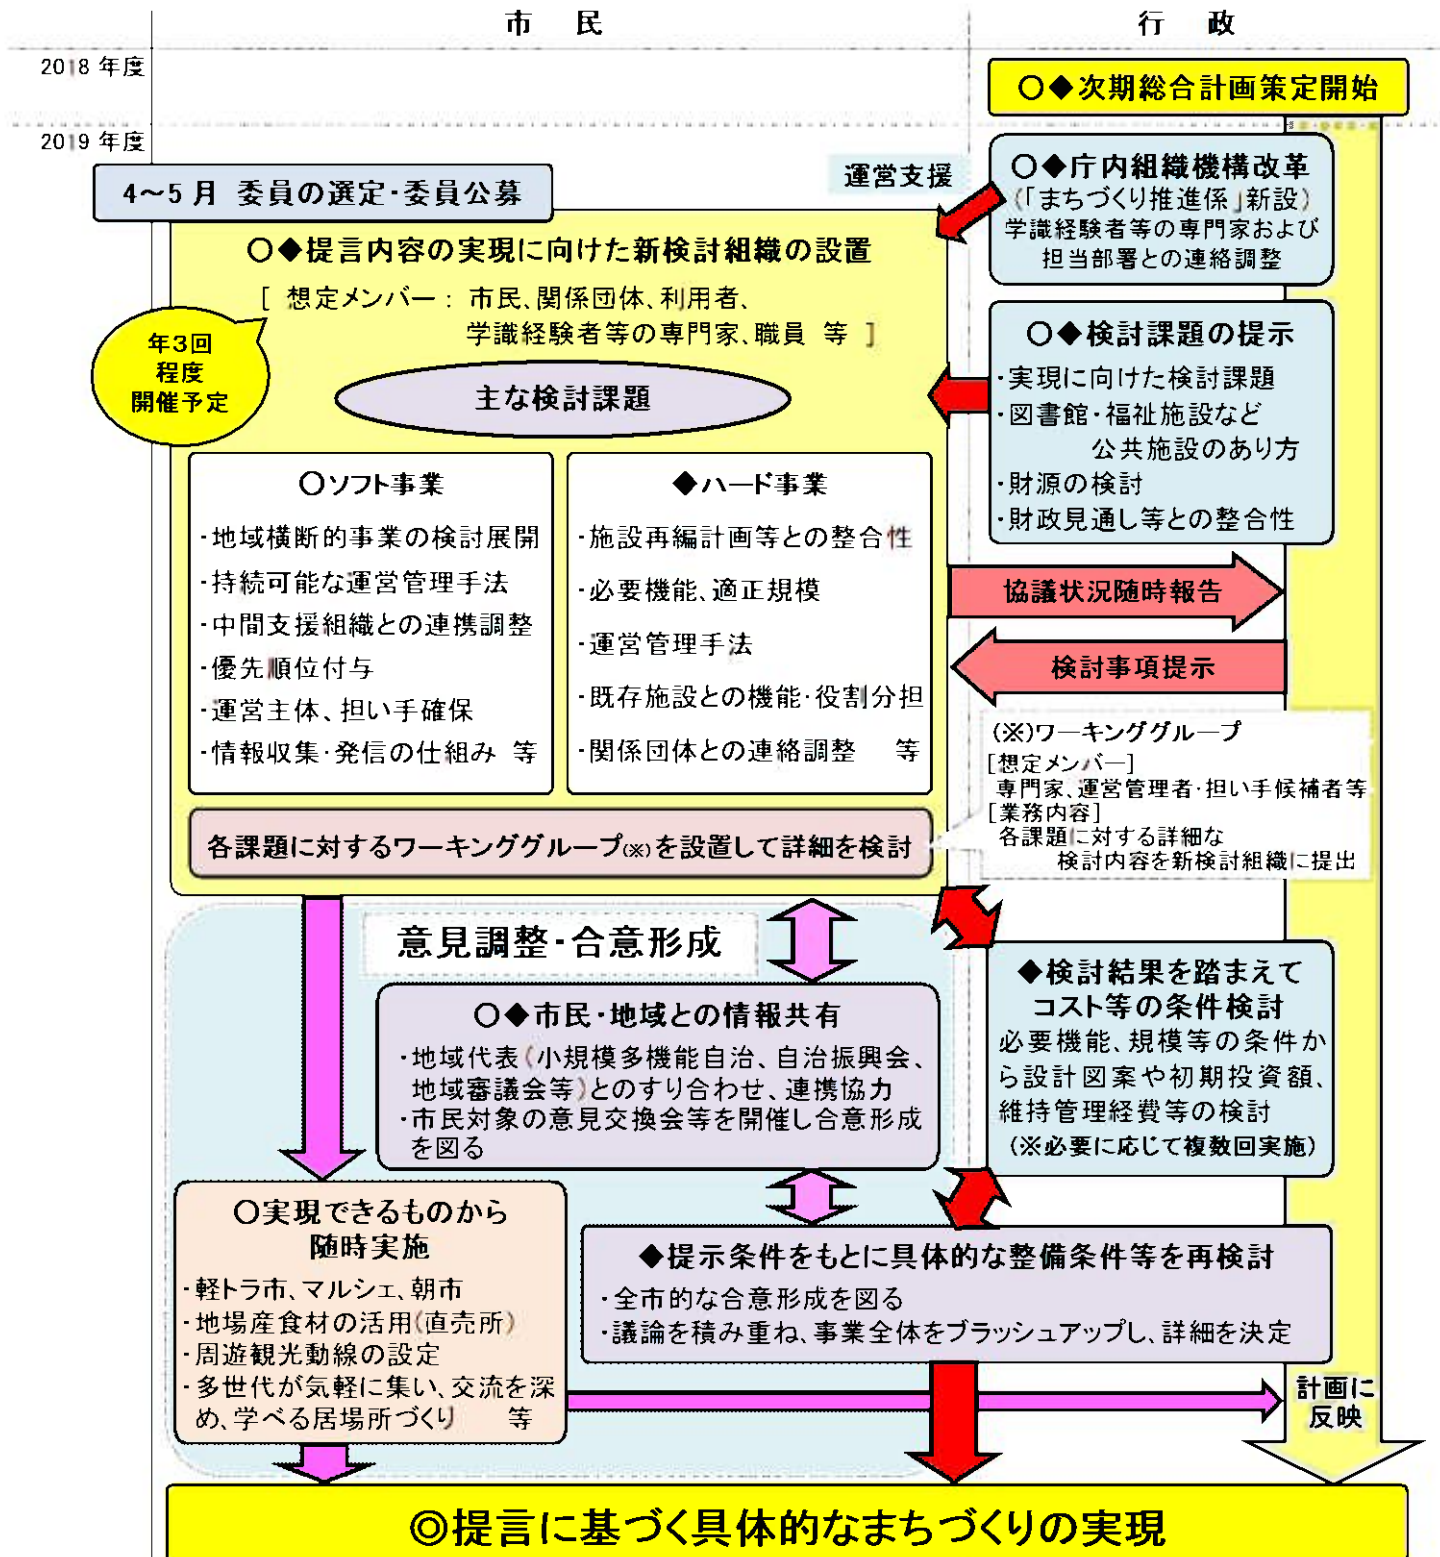 市 民
行 政
2018 年度
○◆次期総合計画策定開始
2019 年度
4～5月 委員の選定・委員公募
運営支援
○◆庁内組織機構改革
(「まちづくり推進係」新設)
学識経験者等の専門家および
担当部署との連絡調整
○◆提言内容の実現に向けた新検討組織の設置
[ 想定メンバー : 市民、関係団体、利用者、
学識経験者等の専門家、職員 等 ]
年3回
程度
開催予定
主な検討課題
○◆検討課題の提示
・実現に向けた検討課題
・図書館・福祉施設など
公共施設のあり方
・財源の検討
・財政見通し等との整合性
○ソフト事業
・地域横断的事業の検討展開
・持続可能な運営管理手法
・中間支援組織との連携調整
・優先順位付与
・運営主体、担い手確保
・情報収集・発信の仕組み 等
◆ハード事業
・施設再編計画等との整合性
・必要機能、適正規模
・運営管理手法
・既存施設との機能・役割分担
・関係団体との連絡調整 等
協議状況随時報告
検討事項提示
(※)ワーキンググループ
[想定メンバー]
専門家、運営管理者・担い手候補者等
[業務内容]
各課題に対する詳細な
検討内容を新検討組織に提出
各課題に対するワーキンググループ(※)を設置して詳細を検討
意見調整・合意形成
○◆市民・地域との情報共有
・地域代表(小規模多機能自治、自治振興会、
地域審議会等)とのすり合わせ、連携協力
・市民対象の意見交換会等を開催し合意形成
を図る
◆検討結果を踏まえて
コスト等の条件検討
必要機能、規模等の条件か
ら設計図案や初期投資額、
維持管理経費等の検討
(※必要に応じて複数回実施)
○実現できるものから
随時実施
・軽トラ市、マルシェ、朝市
・地場産食材の活用(直売所)
・周遊観光動線の設定
・多世代が気軽に集い、交流を深
め、学べる居場所づくり 等
◆提示条件をもとに具体的な整備条件等を再検討
・全市的な合意形成を図る
・議論を積み重ね、事業全体をブラッシュアップし、詳細を決定
計画に
反映
◎提言に基づく具体的なまちづくりの実現